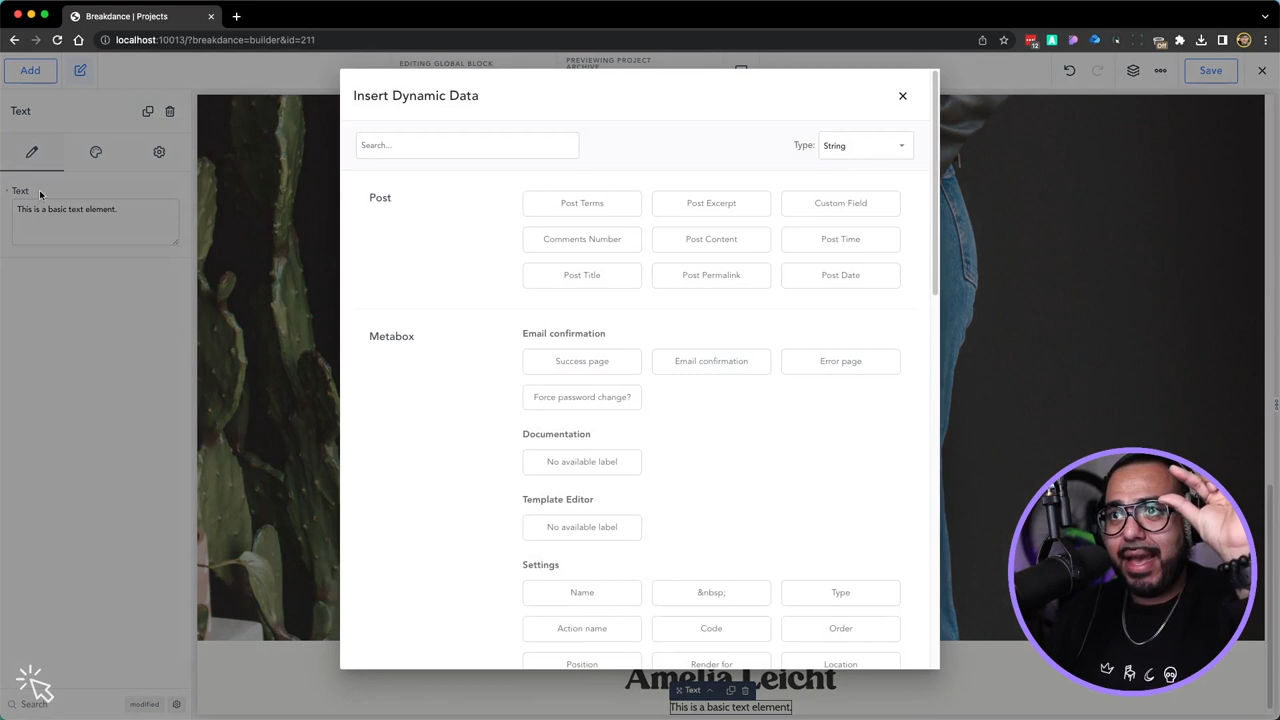 Breakdance | Projects
localhost:10013/?breakdance=builder&id=211
12
Off
Add
EDITING GLOBAL BLOCK
PREVIEWING PROJECT
ARCHIVE
Save
Text
Text
This is a basic text element.
Insert Dynamic Data
Search...
Type:
String
Post
Post Terms
Post Excerpt
Custom Field
Comments Number
Post Content
Post Time
Post Title
Post Permalink
Post Date
Metabox
Email confirmation
Success page
Email confirmation
Error page
Force password change?
Documentation
No available label
Template Editor
No available label
Settings
Name
&nbsp;
Type
Action name
Code
Order
Position
Render for
Location
Amelia Leicht
Text
This is a basic text element.
Search
modified